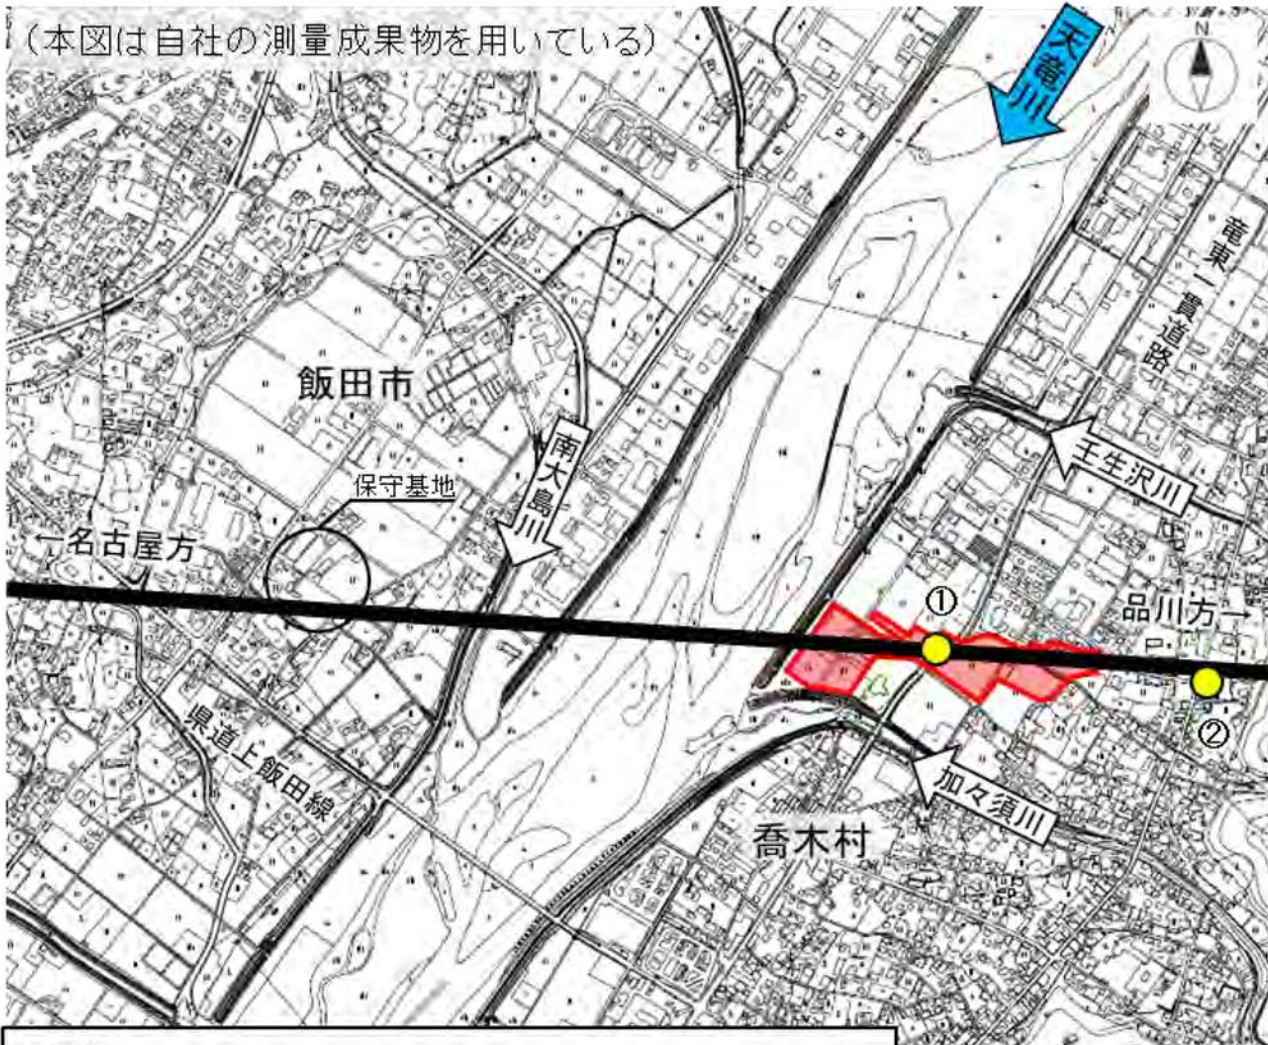 （本図は自社の測量成果物を用いている）
天竜川
N
竜東一貫道路
飯田市
南大島川
壬生沢川
保守基地
←名古屋方
①
品川方→
②
県道上飯田線
加々須川
喬木村